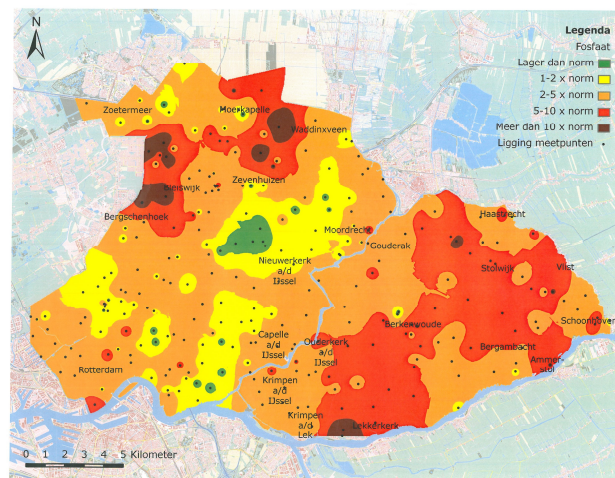 N
Legenda
Fosfaat
Lager dan norm
1-2 x norm
2-5 x norm
5-10 x norm
Meer dan 10 x norm
Ligging meetpunten
Zoetermeer
Moerkapelle
Waddinxveen
Bleiswijk
Zevenhuizen
Bergschenhoek
Moordrecht
Gouderak
Haastrecht
Nieuwerkerk
a/d
IJssel
Stolwijk
Vlist
Capelle
a/d
IJssel
Ouderkerk
a/d
IJssel
Berkenwoude
Schoonhoven
Bergambacht
Ammer-
stol
Rotterdam
Krimpen
a/d
IJssel
Krimpen
a/d
Lek
Lekkerkerk
0 1 2 3 4 5 Kilometer